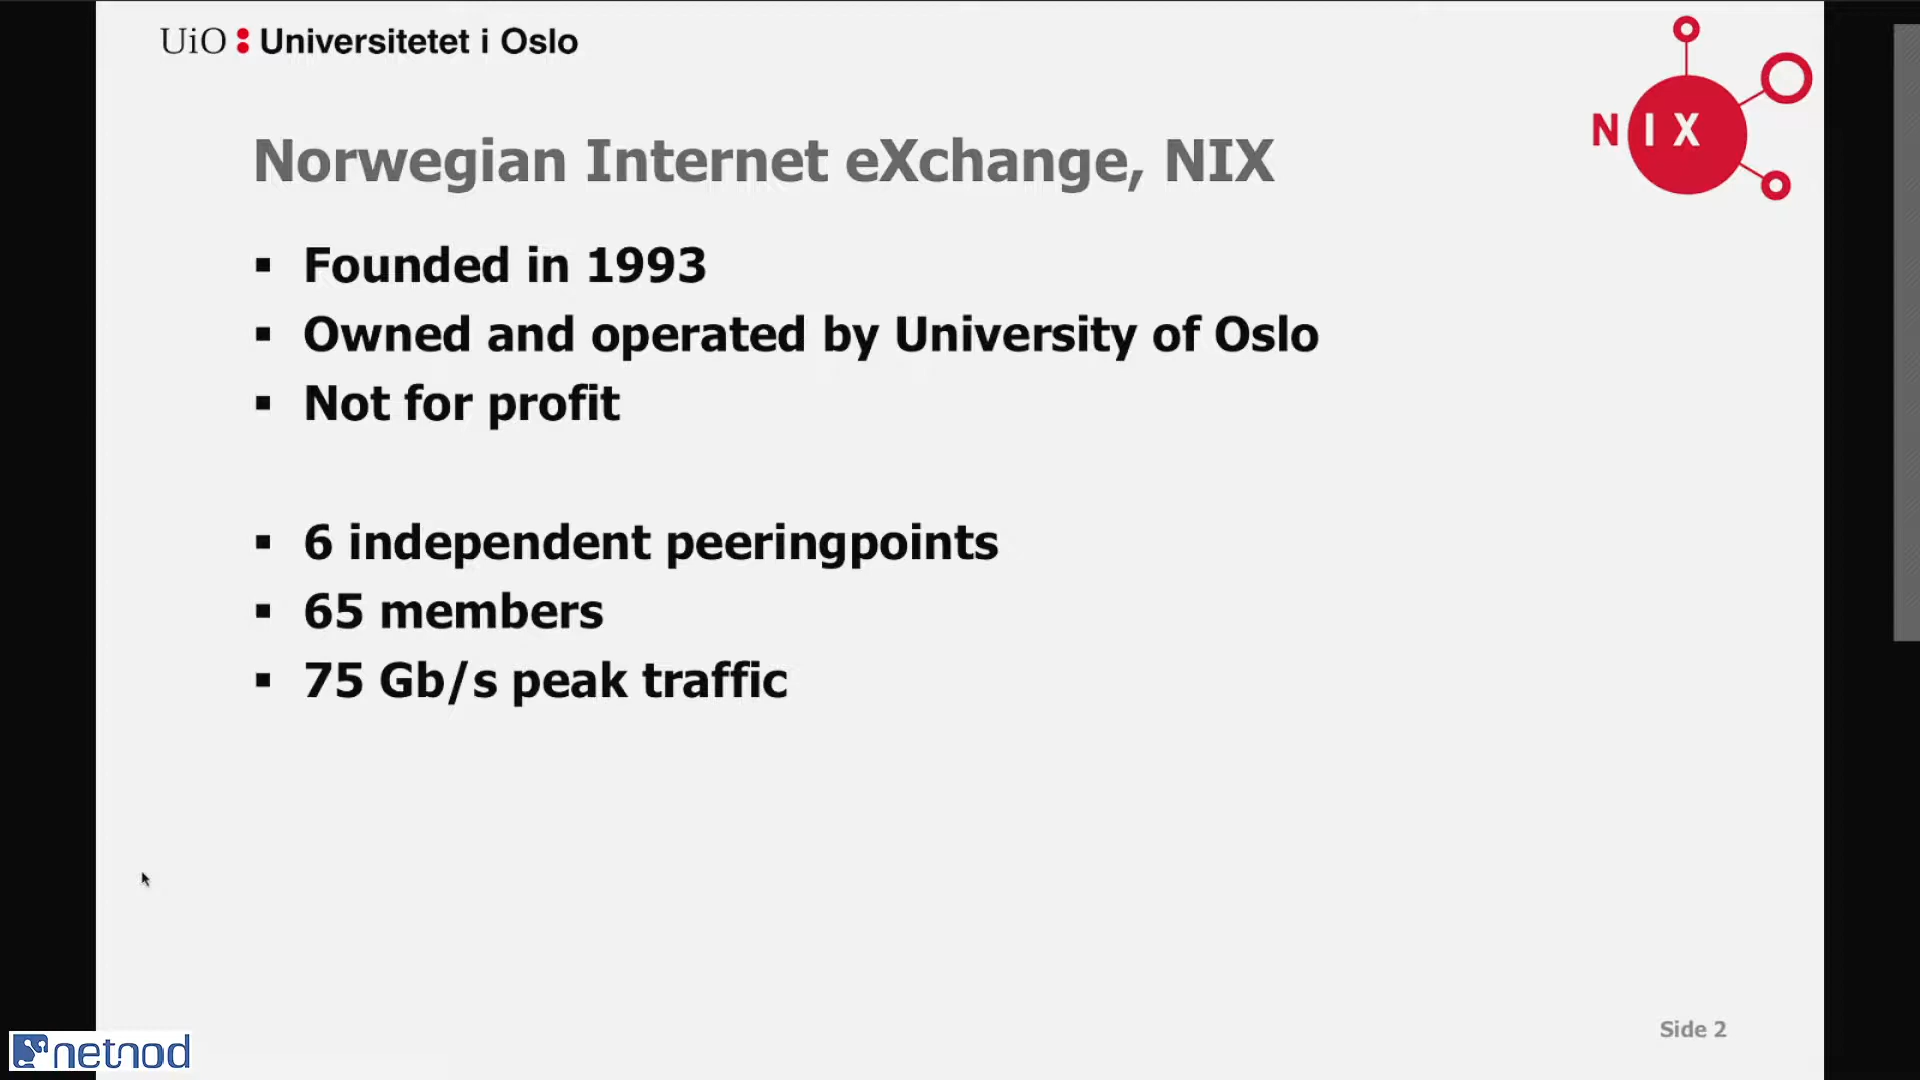 UiO : Universitetet i Oslo
N I X
Norwegian Internet eXchange, NIX
▪ Founded in 1993
▪ Owned and operated by University of Oslo
▪ Not for profit
▪ 6 independent peeringpoints
▪ 65 members
▪ 75 Gb/s peak traffic
Side 2
netnod